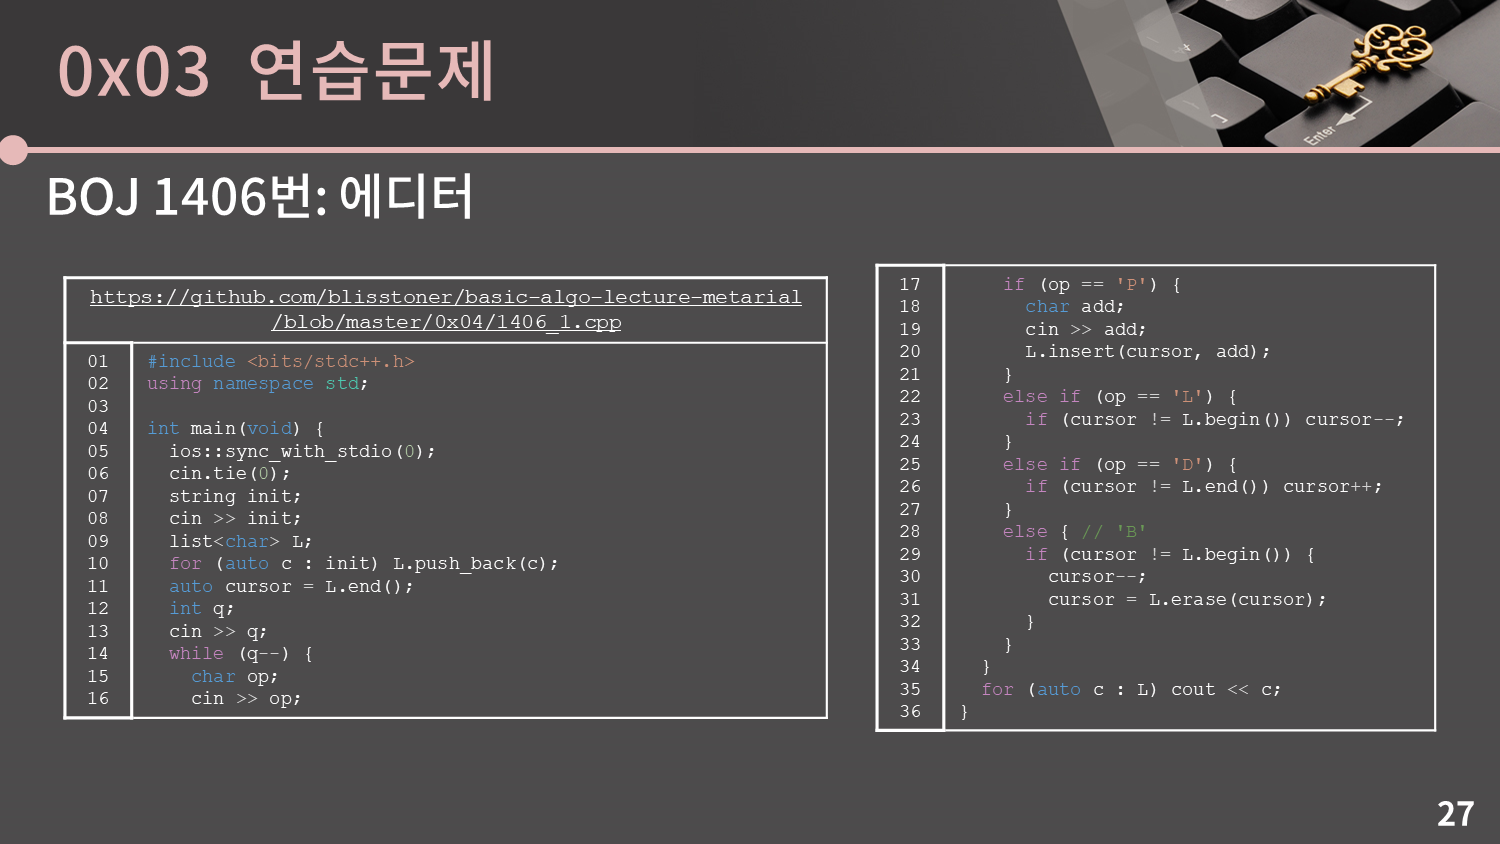 0x03 연습문제
Enter
BOJ 1406번: 에디터
https://github.com/blisstoner/basic-algo-lecture-metarial
/blob/master/0x04/1406_1.cpp
01 #include <bits/stdc++.h>
02 using namespace std;
03
04 int main(void) {
05 ios::sync_with_stdio(0);
06 cin.tie(0);
07 string init;
08 cin >> init;
09 list<char> L;
10 for (auto c : init) L.push_back(c);
11 auto cursor = L.end();
12 int q;
13 cin >> q;
14 while (q--) {
15 char op;
16 cin >> op;
17 if (op == 'P') {
18 char add;
19 cin >> add;
20 L.insert(cursor, add);
21 }
22 else if (op == 'L') {
23 if (cursor != L.begin()) cursor--;
24 }
25 else if (op == 'D') {
26 if (cursor != L.end()) cursor++;
27 }
28 else { // 'B'
29 if (cursor != L.begin()) {
30 cursor--;
31 cursor = L.erase(cursor);
32 }
33 }
34 }
35 for (auto c : L) cout << c;
36 }
27